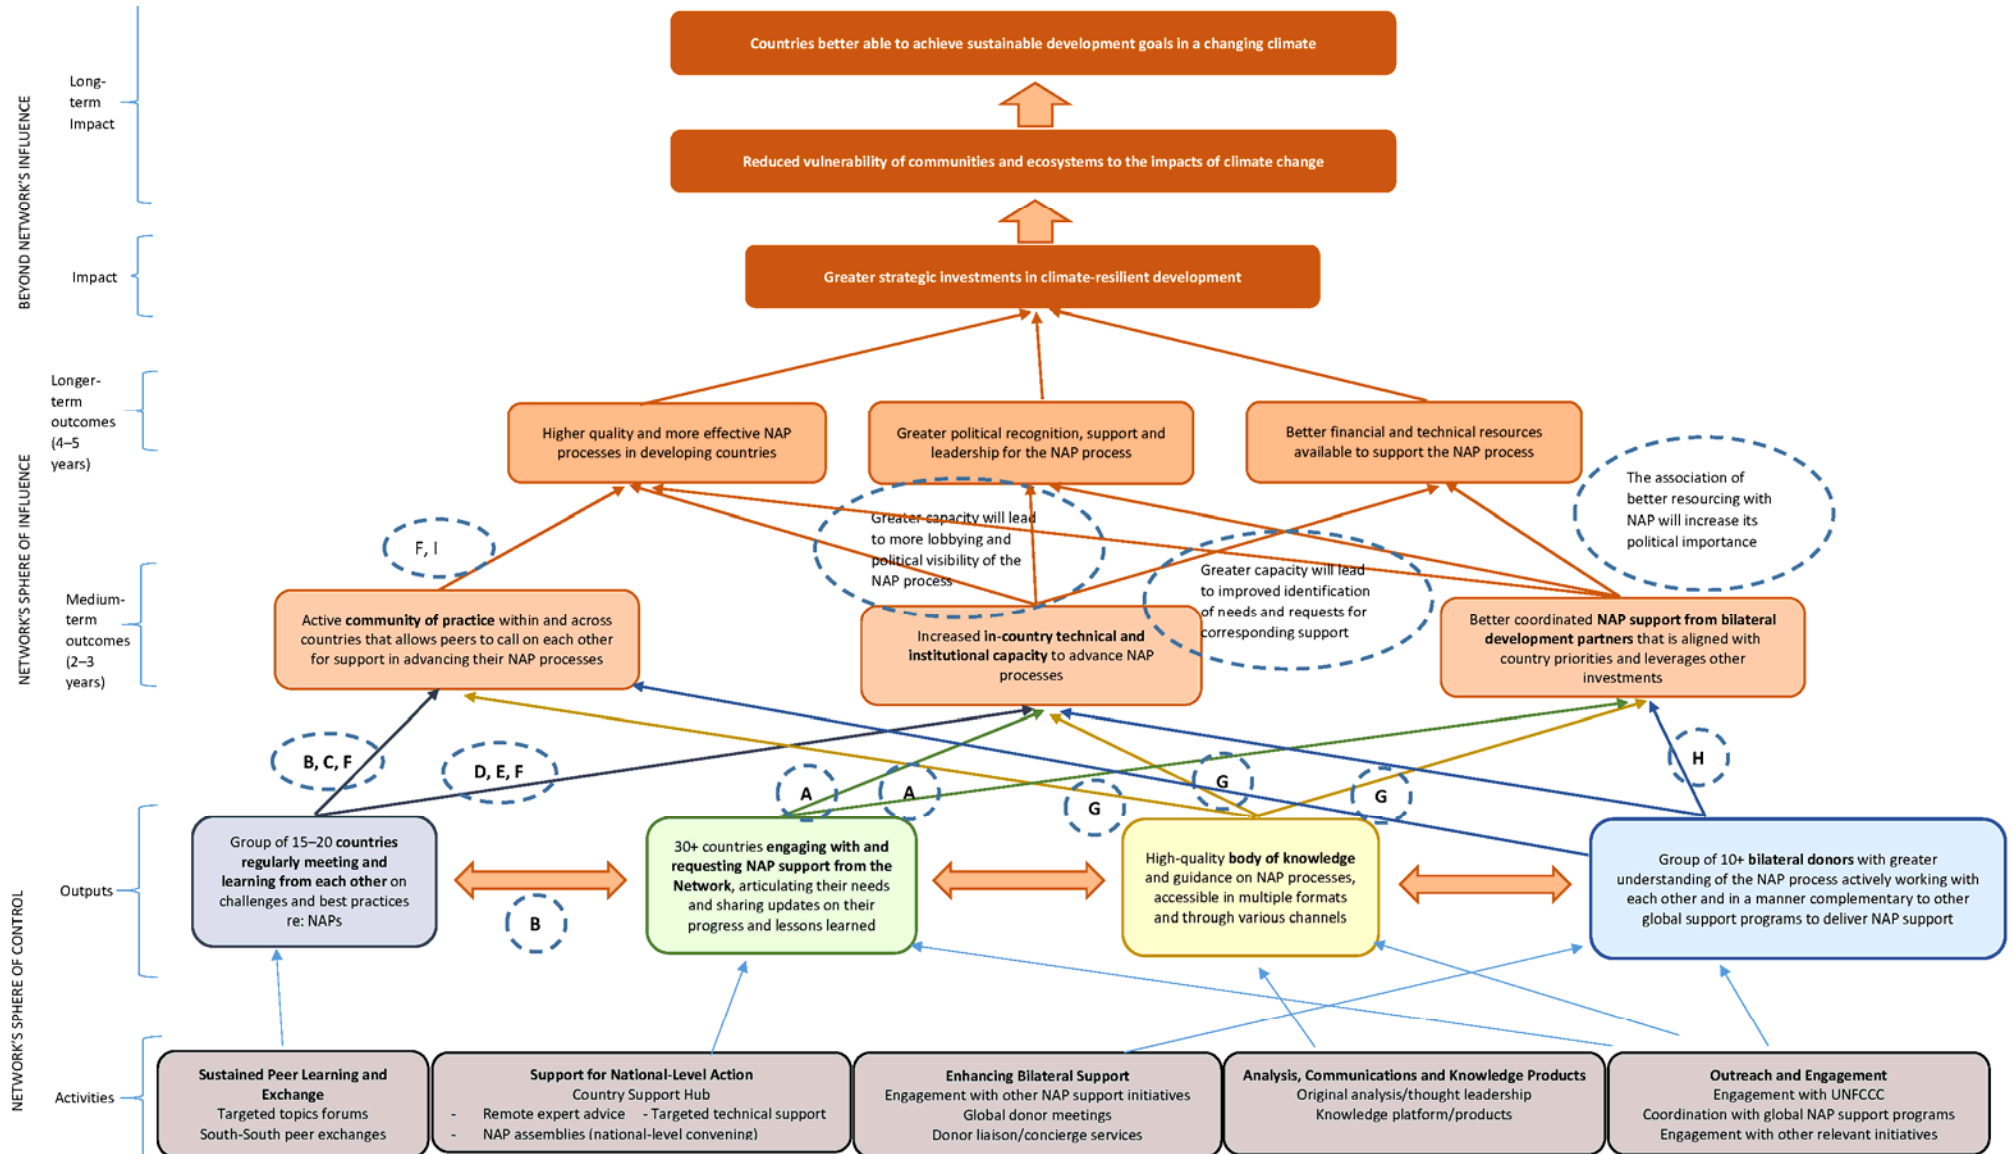 BEYOND NETWORK'S INFLUENCE
Long-
term
Impact
Countries better able to achieve sustainable development goals in a changing climate
Reduced vulnerability of communities and ecosystems to the impacts of climate change
Impact
Greater strategic investments in climate-resilient development
NETWORK'S SPHERE OF INFLUENCE
Longer-
term
outcomes
(4–5
years)
Higher quality and more effective NAP
processes in developing countries
Greater political recognition, support and
leadership for the NAP process
Better financial and technical resources
available to support the NAP process
The association of
better resourcing with
NAP will increase its
political importance
F, I
Greater capacity will lead
to more lobbying and
political visibility of the
NAP process
Greater capacity will lead
to improved identification
of needs and requests for
corresponding support
Medium-
term
outcomes
(2–3
years)
Active community of practice within and across
countries that allows peers to call on each other
for support in advancing their NAP processes
Increased in-country technical and
institutional capacity to advance NAP
processes
Better coordinated NAP support from bilateral
development partners that is aligned with
country priorities and leverages other
investments
B, C, F
D, E, F
A
A
G
G
G
H
NETWORK'S SPHERE OF CONTROL
Outputs
Group of 15–20 countries
regularly meeting and
learning from each other on
challenges and best practices
re: NAPs
B
30+ countries engaging with and
requesting NAP support from the
Network, articulating their needs
and sharing updates on their
progress and lessons learned
High-quality body of knowledge
and guidance on NAP processes,
accessible in multiple formats
and through various channels
Group of 10+ bilateral donors with greater
understanding of the NAP process actively working with
each other and in a manner complementary to other
global support programs to deliver NAP support
Activities
Sustained Peer Learning and
Exchange
Targeted topics forums
South-South peer exchanges
Support for National-Level Action
Country Support Hub
- Remote expert advice - Targeted technical support
- NAP assemblies (national-level convening)
Enhancing Bilateral Support
Engagement with other NAP support initiatives
Global donor meetings
Donor liaison/concierge services
Analysis, Communications and Knowledge Products
Original analysis/thought leadership
Knowledge platform/products
Outreach and Engagement
Engagement with UNFCCC
Coordination with global NAP support programs
Engagement with other relevant initiatives